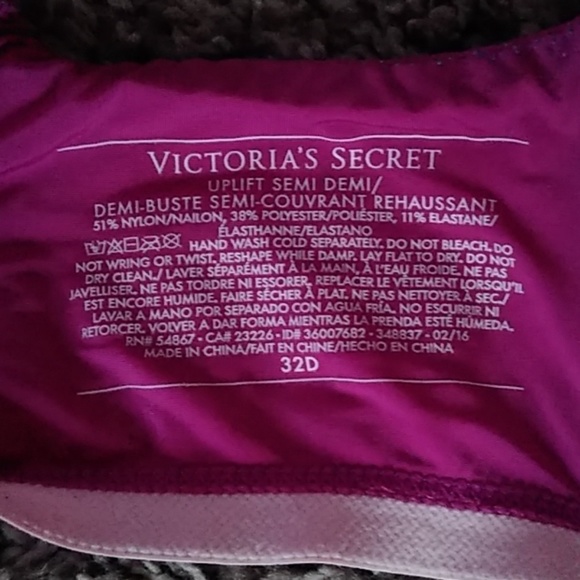 VICTORIA'S SECRET
UPLIFT SEMI DEMI/
DEMI-BUSTE SEMI-COUVRANT REHAUSSANT
51% NYLON/NAILON, 38% POLYESTER/POLIÉSTER, 11% ELASTANE/
ÉLASTHANNE/ELASTANO
HAND WASH COLD SEPARATELY. DO NOT BLEACH. DO
NOT WRING OR TWIST. RESHAPE WHILE DAMP. LAY FLAT TO DRY. DO NOT
DRY CLEAN./ LAVER SÉPARÉMENT À LA MAIN, À L'EAU FROIDE. NE PAS
JAVELLISER. NE PAS TORDRE NI ESSORER. REPLACER LE VÊTEMENT LORSQU'IL
EST ENCORE HUMIDE. FAIRE SÉCHER À PLAT. NE PAS NETTOYER À SEC/
LAVAR A MANO POR SEPARADO CON AGUA FRÍA. NO ESCURRIR NI
RETORCER. VOLVER A DAR FORMA MIENTRAS LA PRENDA ESTÉ HÚMEDA.
RN# 54867 - CA# 23226 - ID# 36007682 - 348837 - 02/16
MADE IN CHINA/FAIT EN CHINE/HECHO EN CHINA
32D